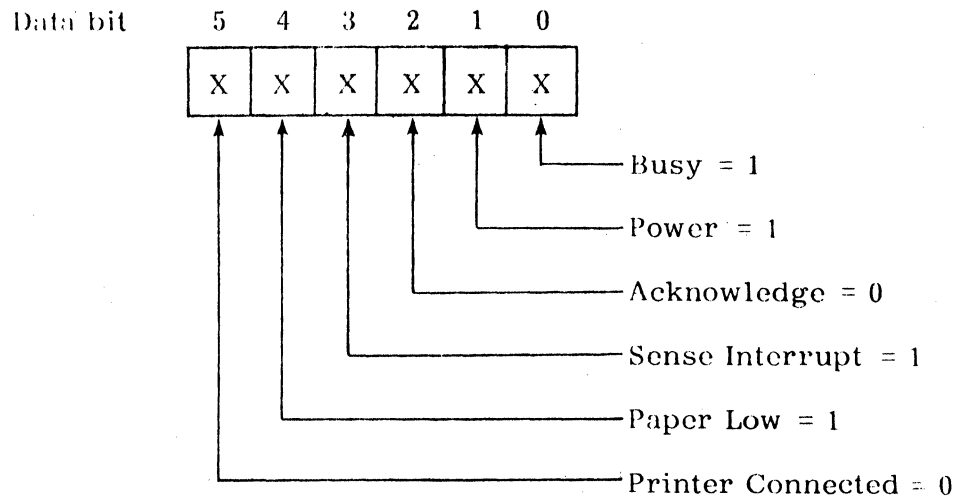 Data bit 5 4 3 2 1 0
X X X X X X
Busy = 1
Power = 1
Acknowledge = 0
Sense Interrupt = 1
Paper Low = 1
Printer Connected = 0